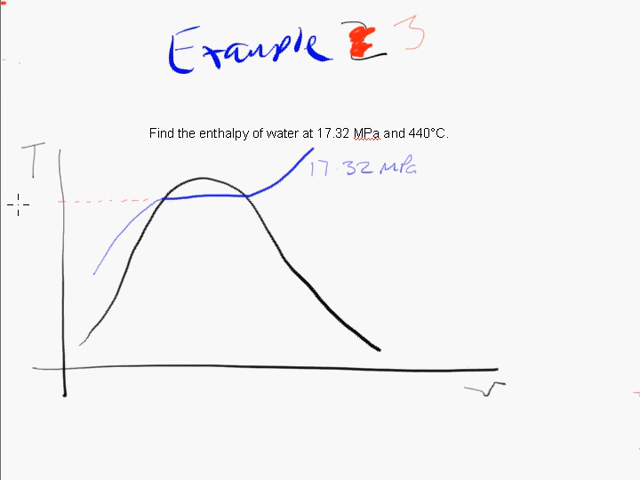 Example 3
Find the enthalpy of water at 17.32 MPa and 440°C.
T
17.32 MPa
v